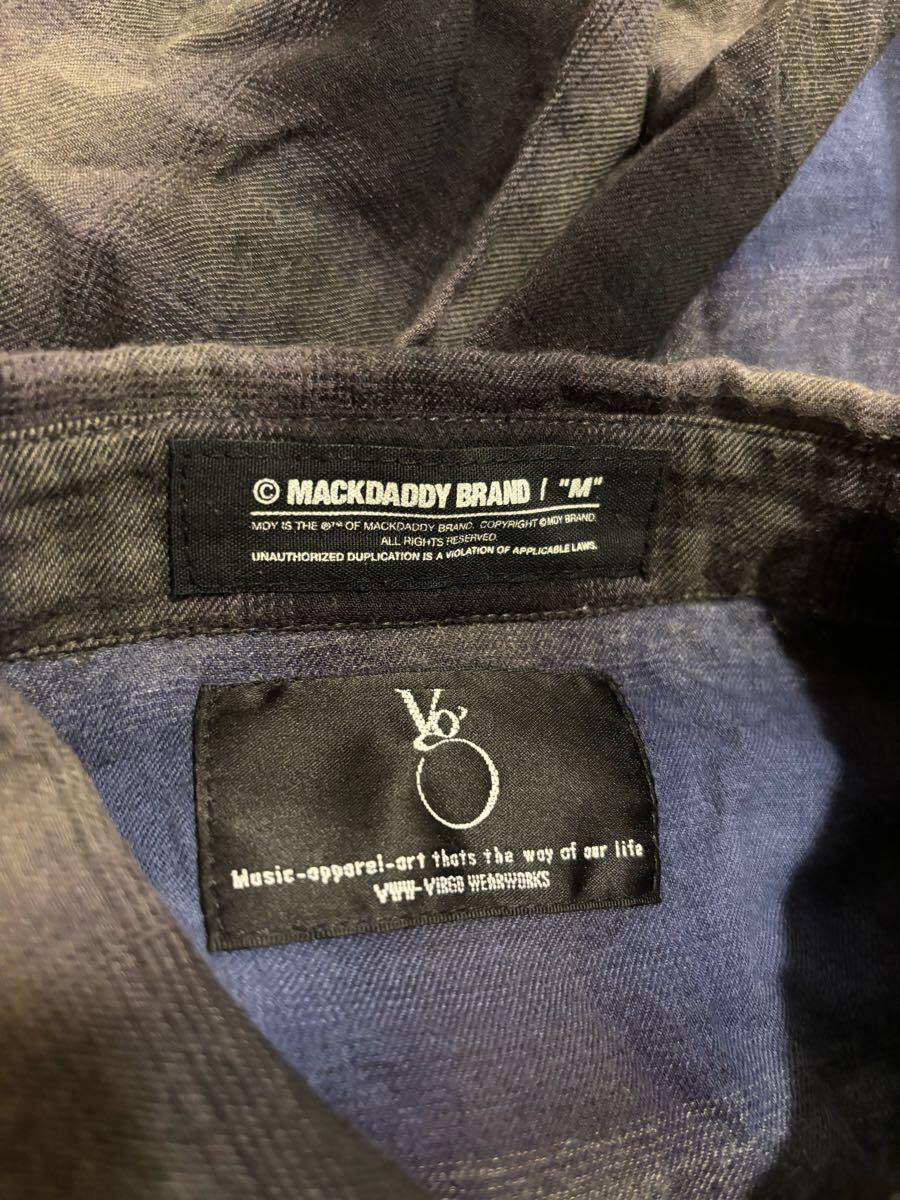 © MACKDADDY BRAND / "M"
MDY IS THE ®™ OF MACKDADDY BRAND. COPYRIGHT © MDY BRAND.
ALL RIGHTS RESERVED.
UNAUTHORIZED DUPLICATION IS A VIOLATION OF APPLICABLE LAWS.
Vgo
Music-apparel-art thats the way of our life
VWW-VIRGO WEARWORKS